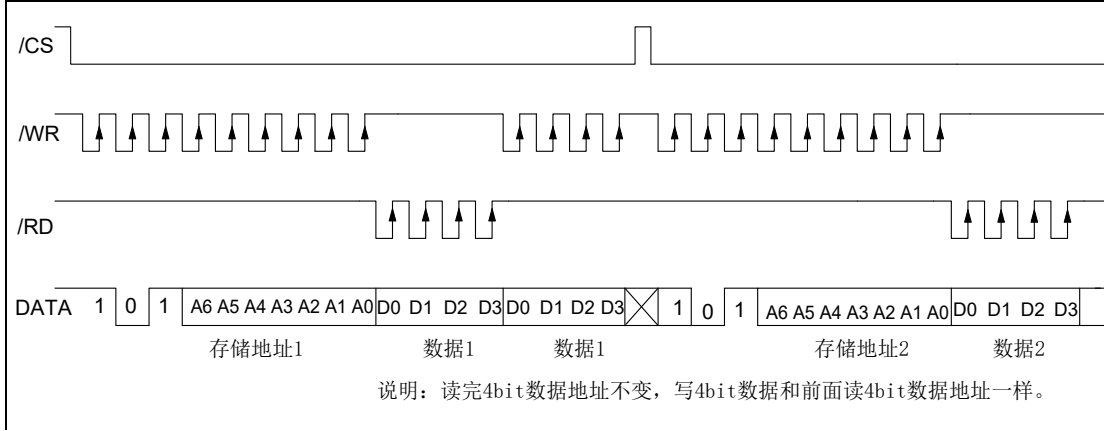 /CS
/WR
/RD
DATA 1 0 1 A6 A5 A4 A3 A2 A1 A0 D0 D1 D2 D3 D0 D1 D2 D3 1 0 1 A6 A5 A4 A3 A2 A1 A0 D0 D1 D2 D3
存储地址1 数据1 数据1 存储地址2 数据2
说明：读完4bit数据地址不变，写4bit数据和前面读4bit数据地址一样。